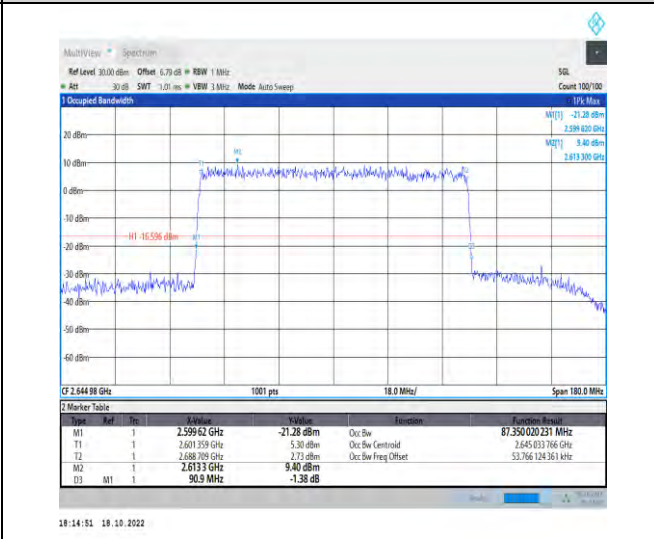 MultiView Spectrum
Ref Level 30.00 dBm Offset 6.79 dB RBW 1 MHz SGL
Att 30 dB SWT 1.01 ms VBW 3 MHz Mode Auto Sweep Count 100/100
1 Occupied Bandwidth 1Pk Max
M1[1] -21.28 dBm
2.599 620 GHz
M2[1] 9.40 dBm
2.613 300 GHz
20 dBm
M2
T1
10 dBm
0 dBm
-10 dBm
H1 -16.596 dBm
M1
-20 dBm
-30 dBm
-40 dBm
-50 dBm
-60 dBm
CF 2.644 98 GHz 1001 pts 18.0 MHz/ Span 180.0 MHz
2 Marker Table
Type Ref Trc X-Value Y-Value Function Function Result
M1 1 2.599 62 GHz -21.28 dBm Occ Bw 87.350 020 231 MHz
T1 1 2.601 359 GHz 5.30 dBm Occ Bw Centroid 2.645 033 766 GHz
T2 1 2.688 709 GHz 2.73 dBm Occ Bw Freq Offset 53.766 124 361 kHz
M2 1 2.613 3 GHz 9.40 dBm
D3 M1 1 90.9 MHz -1.38 dB
18:14:51 18.10.2022